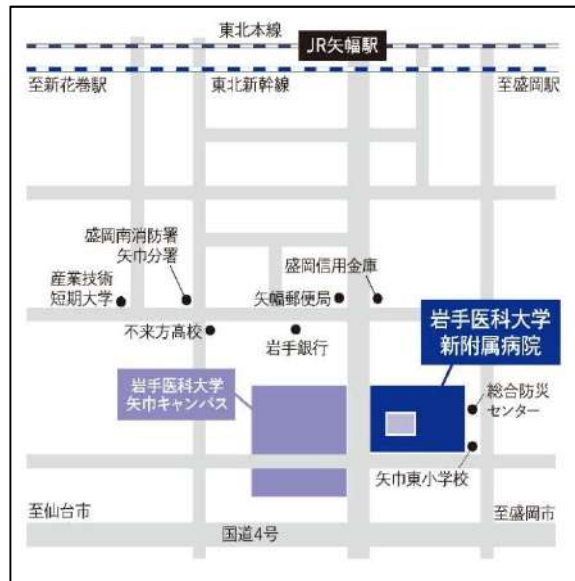 東北本線
JR矢幅駅
至新花巻駅
東北新幹線
至盛岡駅
盛岡南消防署
矢巾分署
盛岡信用金庫
産業技術
短期大学
矢幅郵便局
不来方高校
岩手銀行
岩手医科大学
新附属病院
岩手医科大学
矢巾キャンパス
総合防災
センター
矢巾東小学校
至仙台市
国道4号
至盛岡市